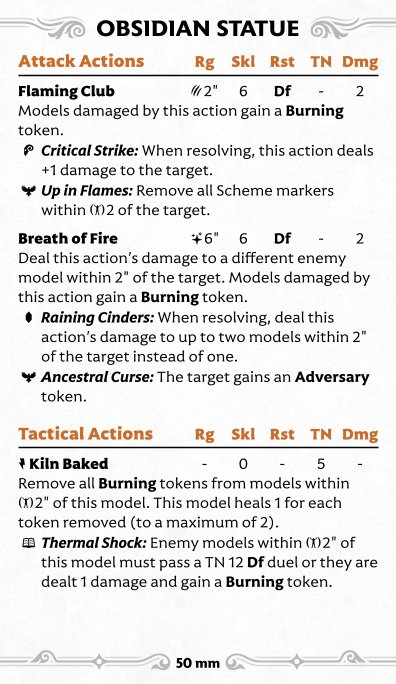 OBSIDIAN STATUE
Attack Actions Rg Skl Rst TN Dmg
Flaming Club 2" 6 Df - 2
Models damaged by this action gain a Burning
token.
Critical Strike: When resolving, this action deals
+1 damage to the target.
Up in Flames: Remove all Scheme markers
within 2 of the target.
Breath of Fire 6" 6 Df - 2
Deal this action's damage to a different enemy
model within 2" of the target. Models damaged by
this action gain a Burning token.
Raining Cinders: When resolving, deal this
action's damage to up to two models within 2"
of the target instead of one.
Ancestral Curse: The target gains an Adversary
token.
Tactical Actions Rg Skl Rst TN Dmg
Kiln Baked - 0 - 5 -
Remove all Burning tokens from models within
2" of this model. This model heals 1 for each
token removed (to a maximum of 2).
Thermal Shock: Enemy models within 2" of
this model must pass a TN 12 Df duel or they are
dealt 1 damage and gain a Burning token.
50 mm